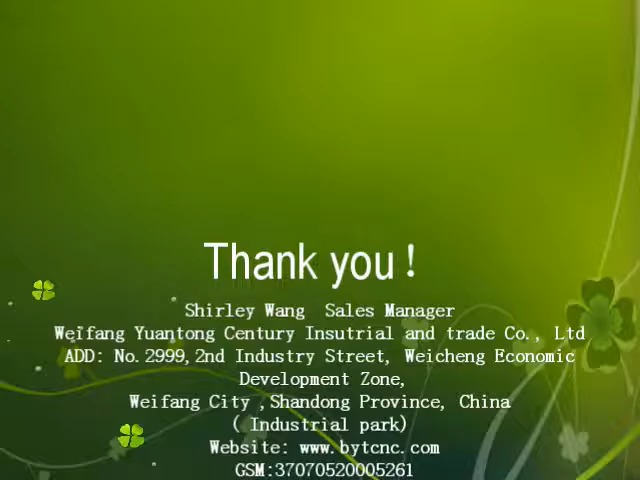 Thank you!
Shirley Wang  Sales Manager
Weifang Yuantong Century Insutrial and trade Co., Ltd
ADD: No.2999,2nd Industry Street, Weicheng Economic
Development Zone,
Weifang City ,Shandong Province, China
( Industrial park)
Website: www.bytcnc.com
GSM:37070520005261